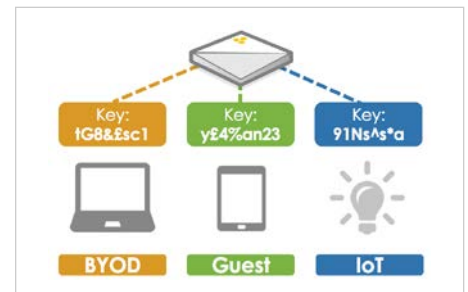 Key:
tG8&£sc1
Key:
y£4%an23
Key:
91Ns^s*a
BYOD
Guest
IoT